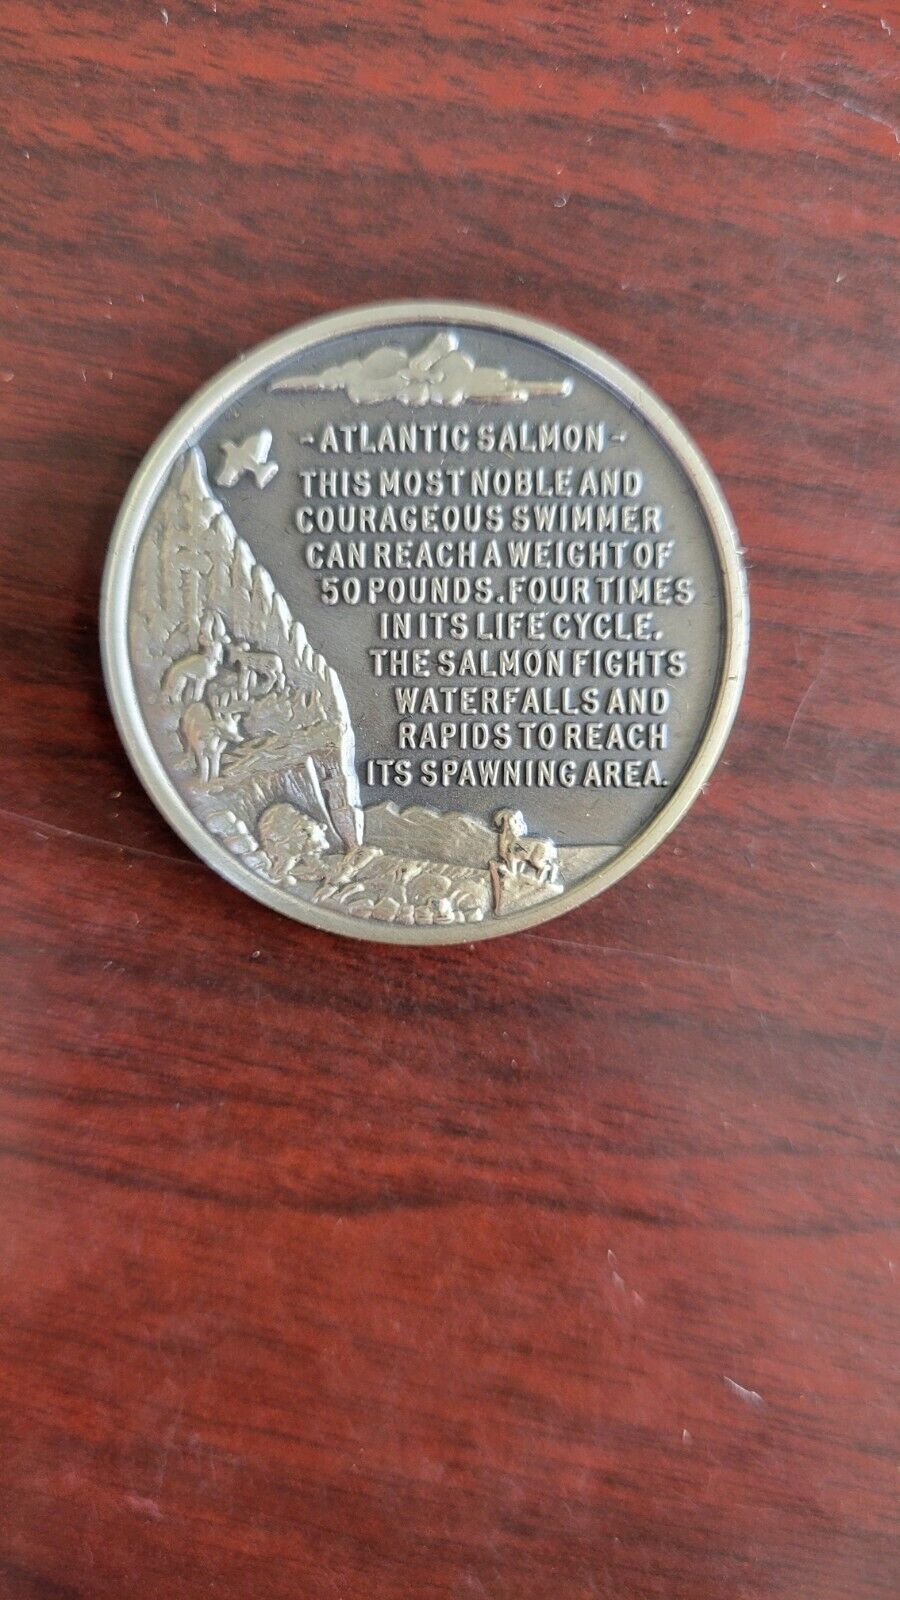 - ATLANTIC SALMON -
THIS MOST NOBLE AND
COURAGEOUS SWIMMER
CAN REACH A WEIGHT OF
50 POUNDS. FOUR TIMES
IN ITS LIFE CYCLE.
THE SALMON FIGHTS
WATERFALLS AND
RAPIDS TO REACH
ITS SPAWNING AREA.